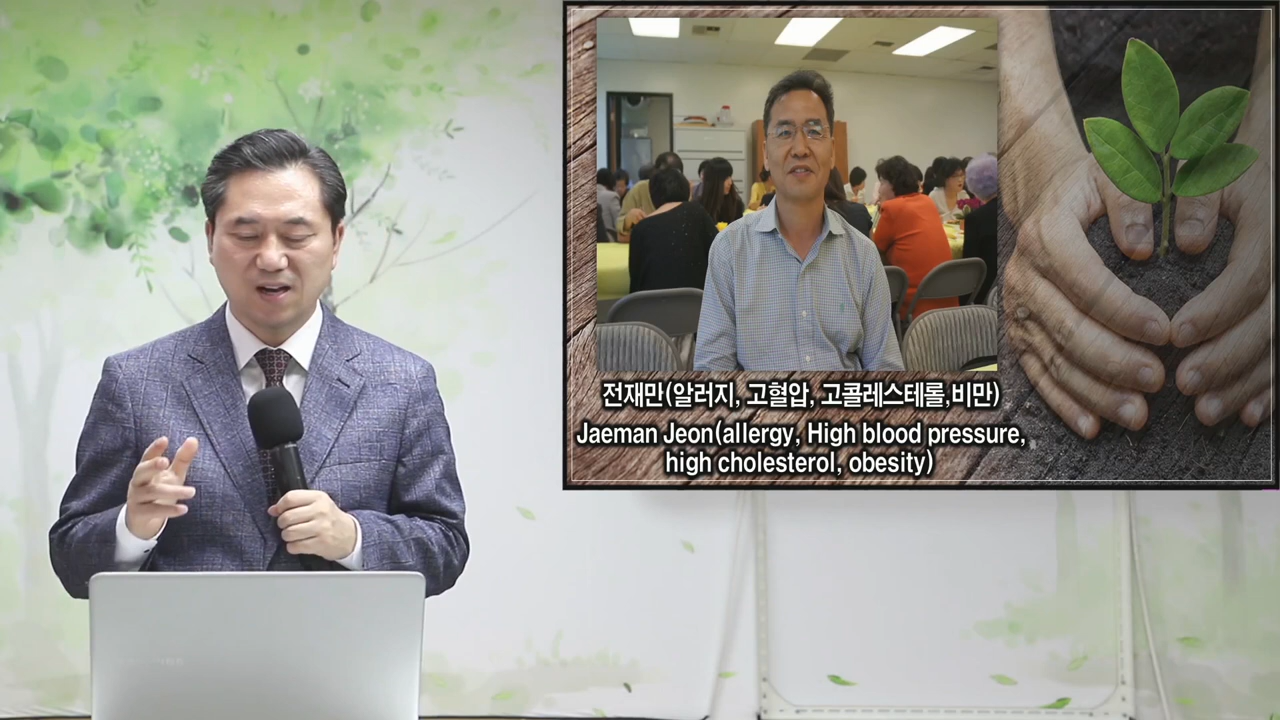 전재만(알러지, 고혈압, 고콜레스테롤,비만)
Jaeman Jeon(allergy, High blood pressure,
high cholesterol, obesity)